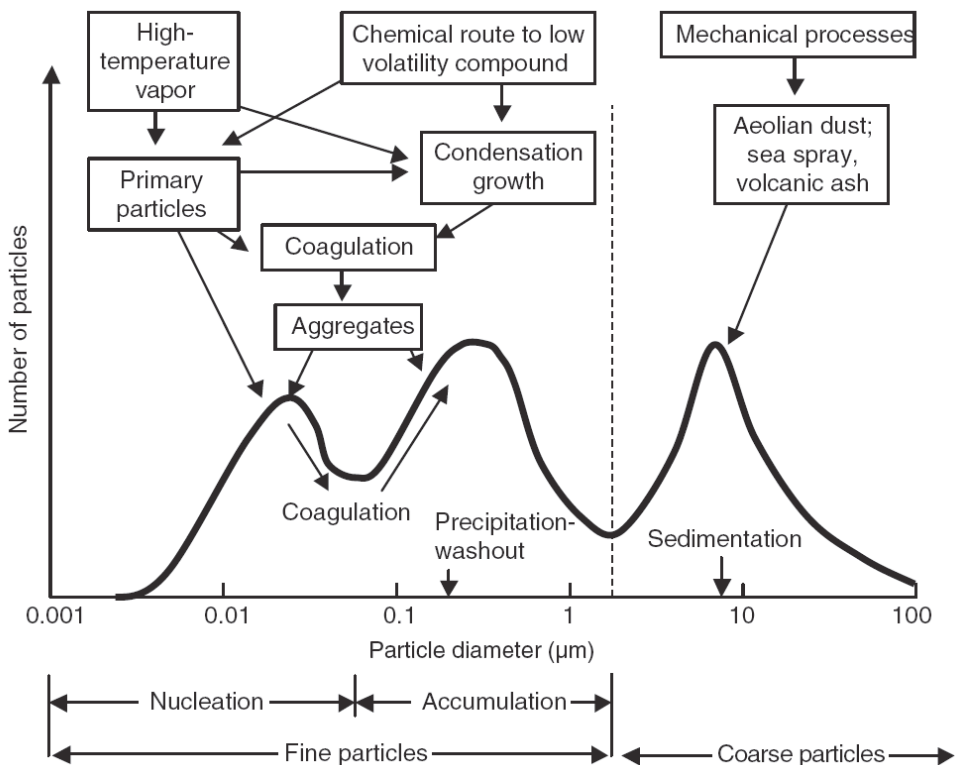 High-
temperature
vapor
Chemical route to low
volatility compound
Mechanical processes
Primary
particles
Condensation
growth
Aeolian dust;
sea spray,
volcanic ash
Coagulation
Aggregates
Number of particles
Coagulation
Precipitation-
washout
Sedimentation
0.001
0.01
0.1
1
10
100
Particle diameter (μm)
Nucleation
Accumulation
Fine particles
Coarse particles